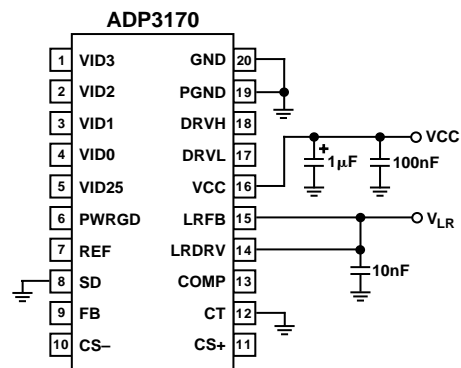 ADP3170
1 VID3 GND 20
2 VID2 PGND 19
3 VID1 DRVH 18
4 VID0 DRVL 17
5 VID25 VCC 16
6 PWRGD LRFB 15
7 REF LRDRV 14
8 SD COMP 13
9 FB CT 12
10 CS– CS+ 11
VCC
+
1μF
100nF
VLR
10nF